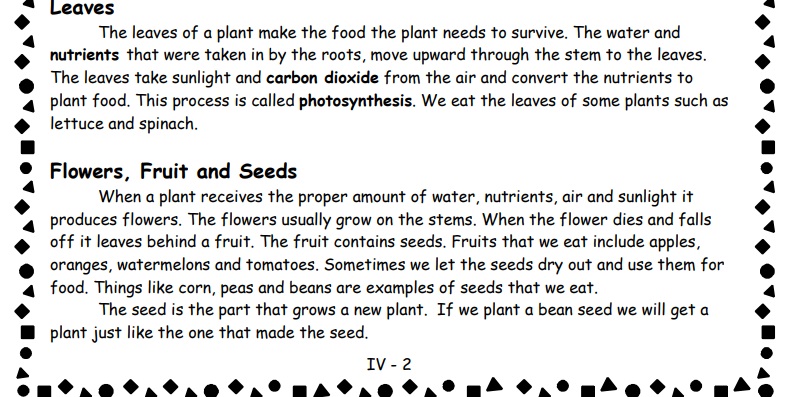 Leaves
The leaves of a plant make the food the plant needs to survive. The water and
nutrients that were taken in by the roots, move upward through the stem to the leaves.
The leaves take sunlight and carbon dioxide from the air and convert the nutrients to
plant food. This process is called photosynthesis. We eat the leaves of some plants such as
lettuce and spinach.
Flowers, Fruit and Seeds
When a plant receives the proper amount of water, nutrients, air and sunlight it
produces flowers. The flowers usually grow on the stems. When the flower dies and falls
off it leaves behind a fruit. The fruit contains seeds. Fruits that we eat include apples,
oranges, watermelons and tomatoes. Sometimes we let the seeds dry out and use them for
food. Things like corn, peas and beans are examples of seeds that we eat.
The seed is the part that grows a new plant. If we plant a bean seed we will get a
plant just like the one that made the seed.
IV - 2